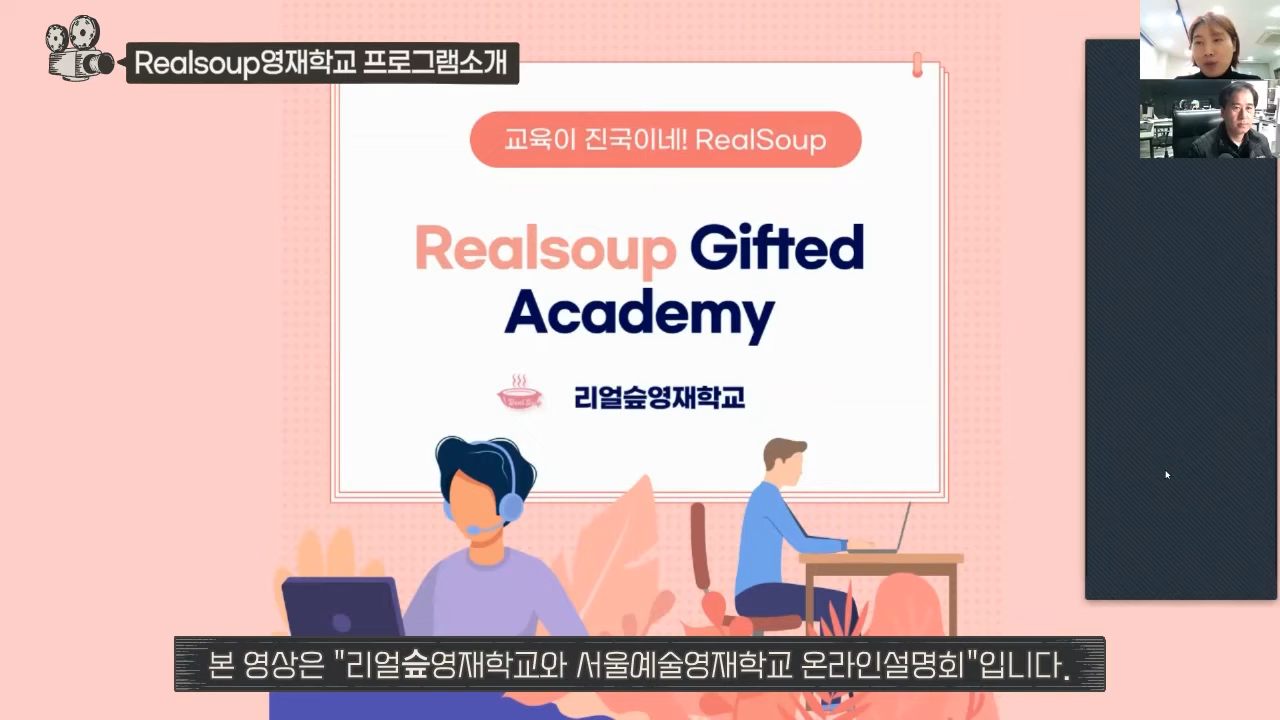 Realsoup영재학교 프로그램소개
교육이 진국이네! RealSoup
Realsoup Gifted
Academy
리얼숲영재학교
본 영상은 "리열숲영재학교와 서울예술영재학교 온라인설명회"입니다.